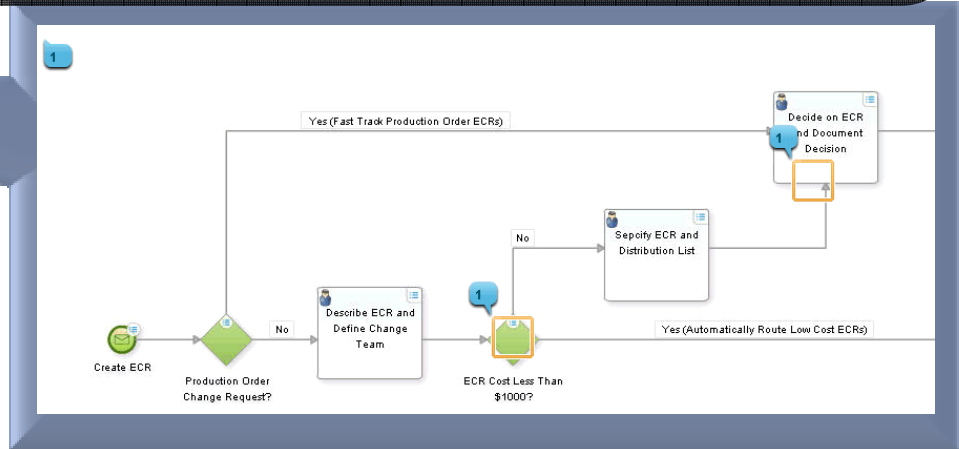 1
Yes (Fast Track Production Order ECRs)
Decide on ECR
and Document
Decision
1
No
Sepcify ECR and
Distribution List
1
No
Describe ECR and
Define Change
Team
Yes (Automatically Route Low Cost ECRs)
Create ECR
Production Order
Change Request?
ECR Cost Less Than
$1000?